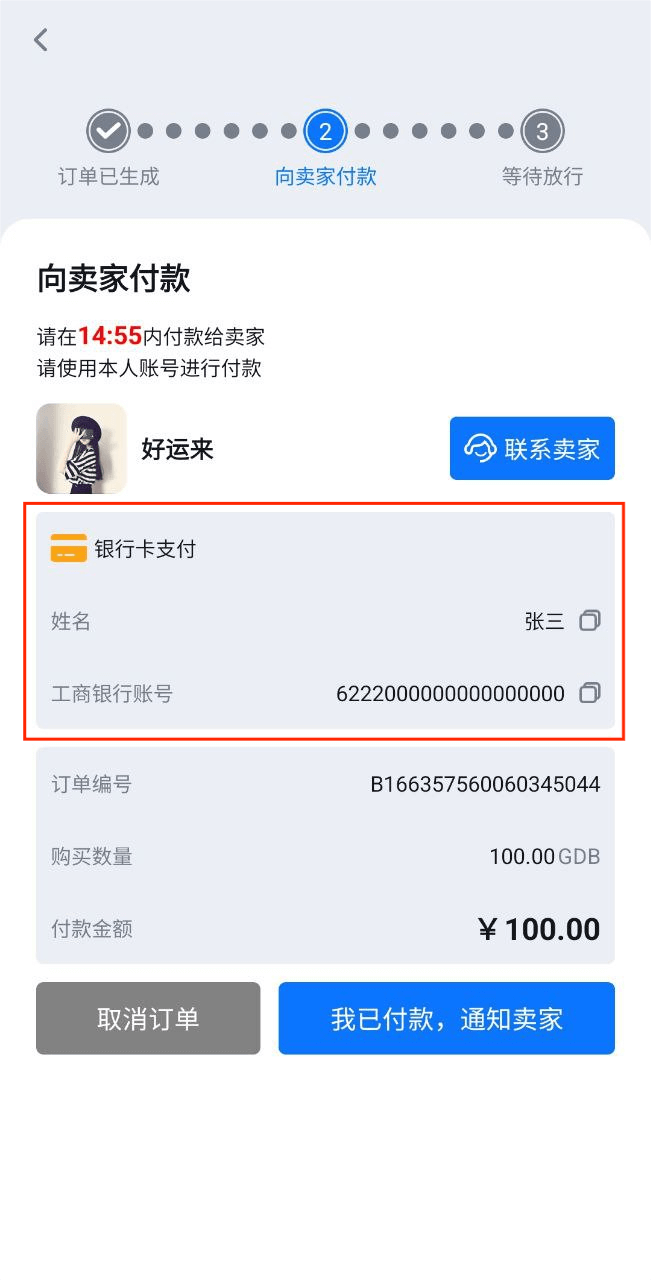 2
3
订单已生成
向卖家付款
等待放行
向卖家付款
请在14:55内付款给卖家
请使用本人账号进行付款
好运来
联系卖家
银行卡支付
姓名 张三
工商银行账号 6222000000000000000
订单编号 B166357560060345044
购买数量 100.00GDB
付款金额 ¥100.00
取消订单
我已付款，通知卖家